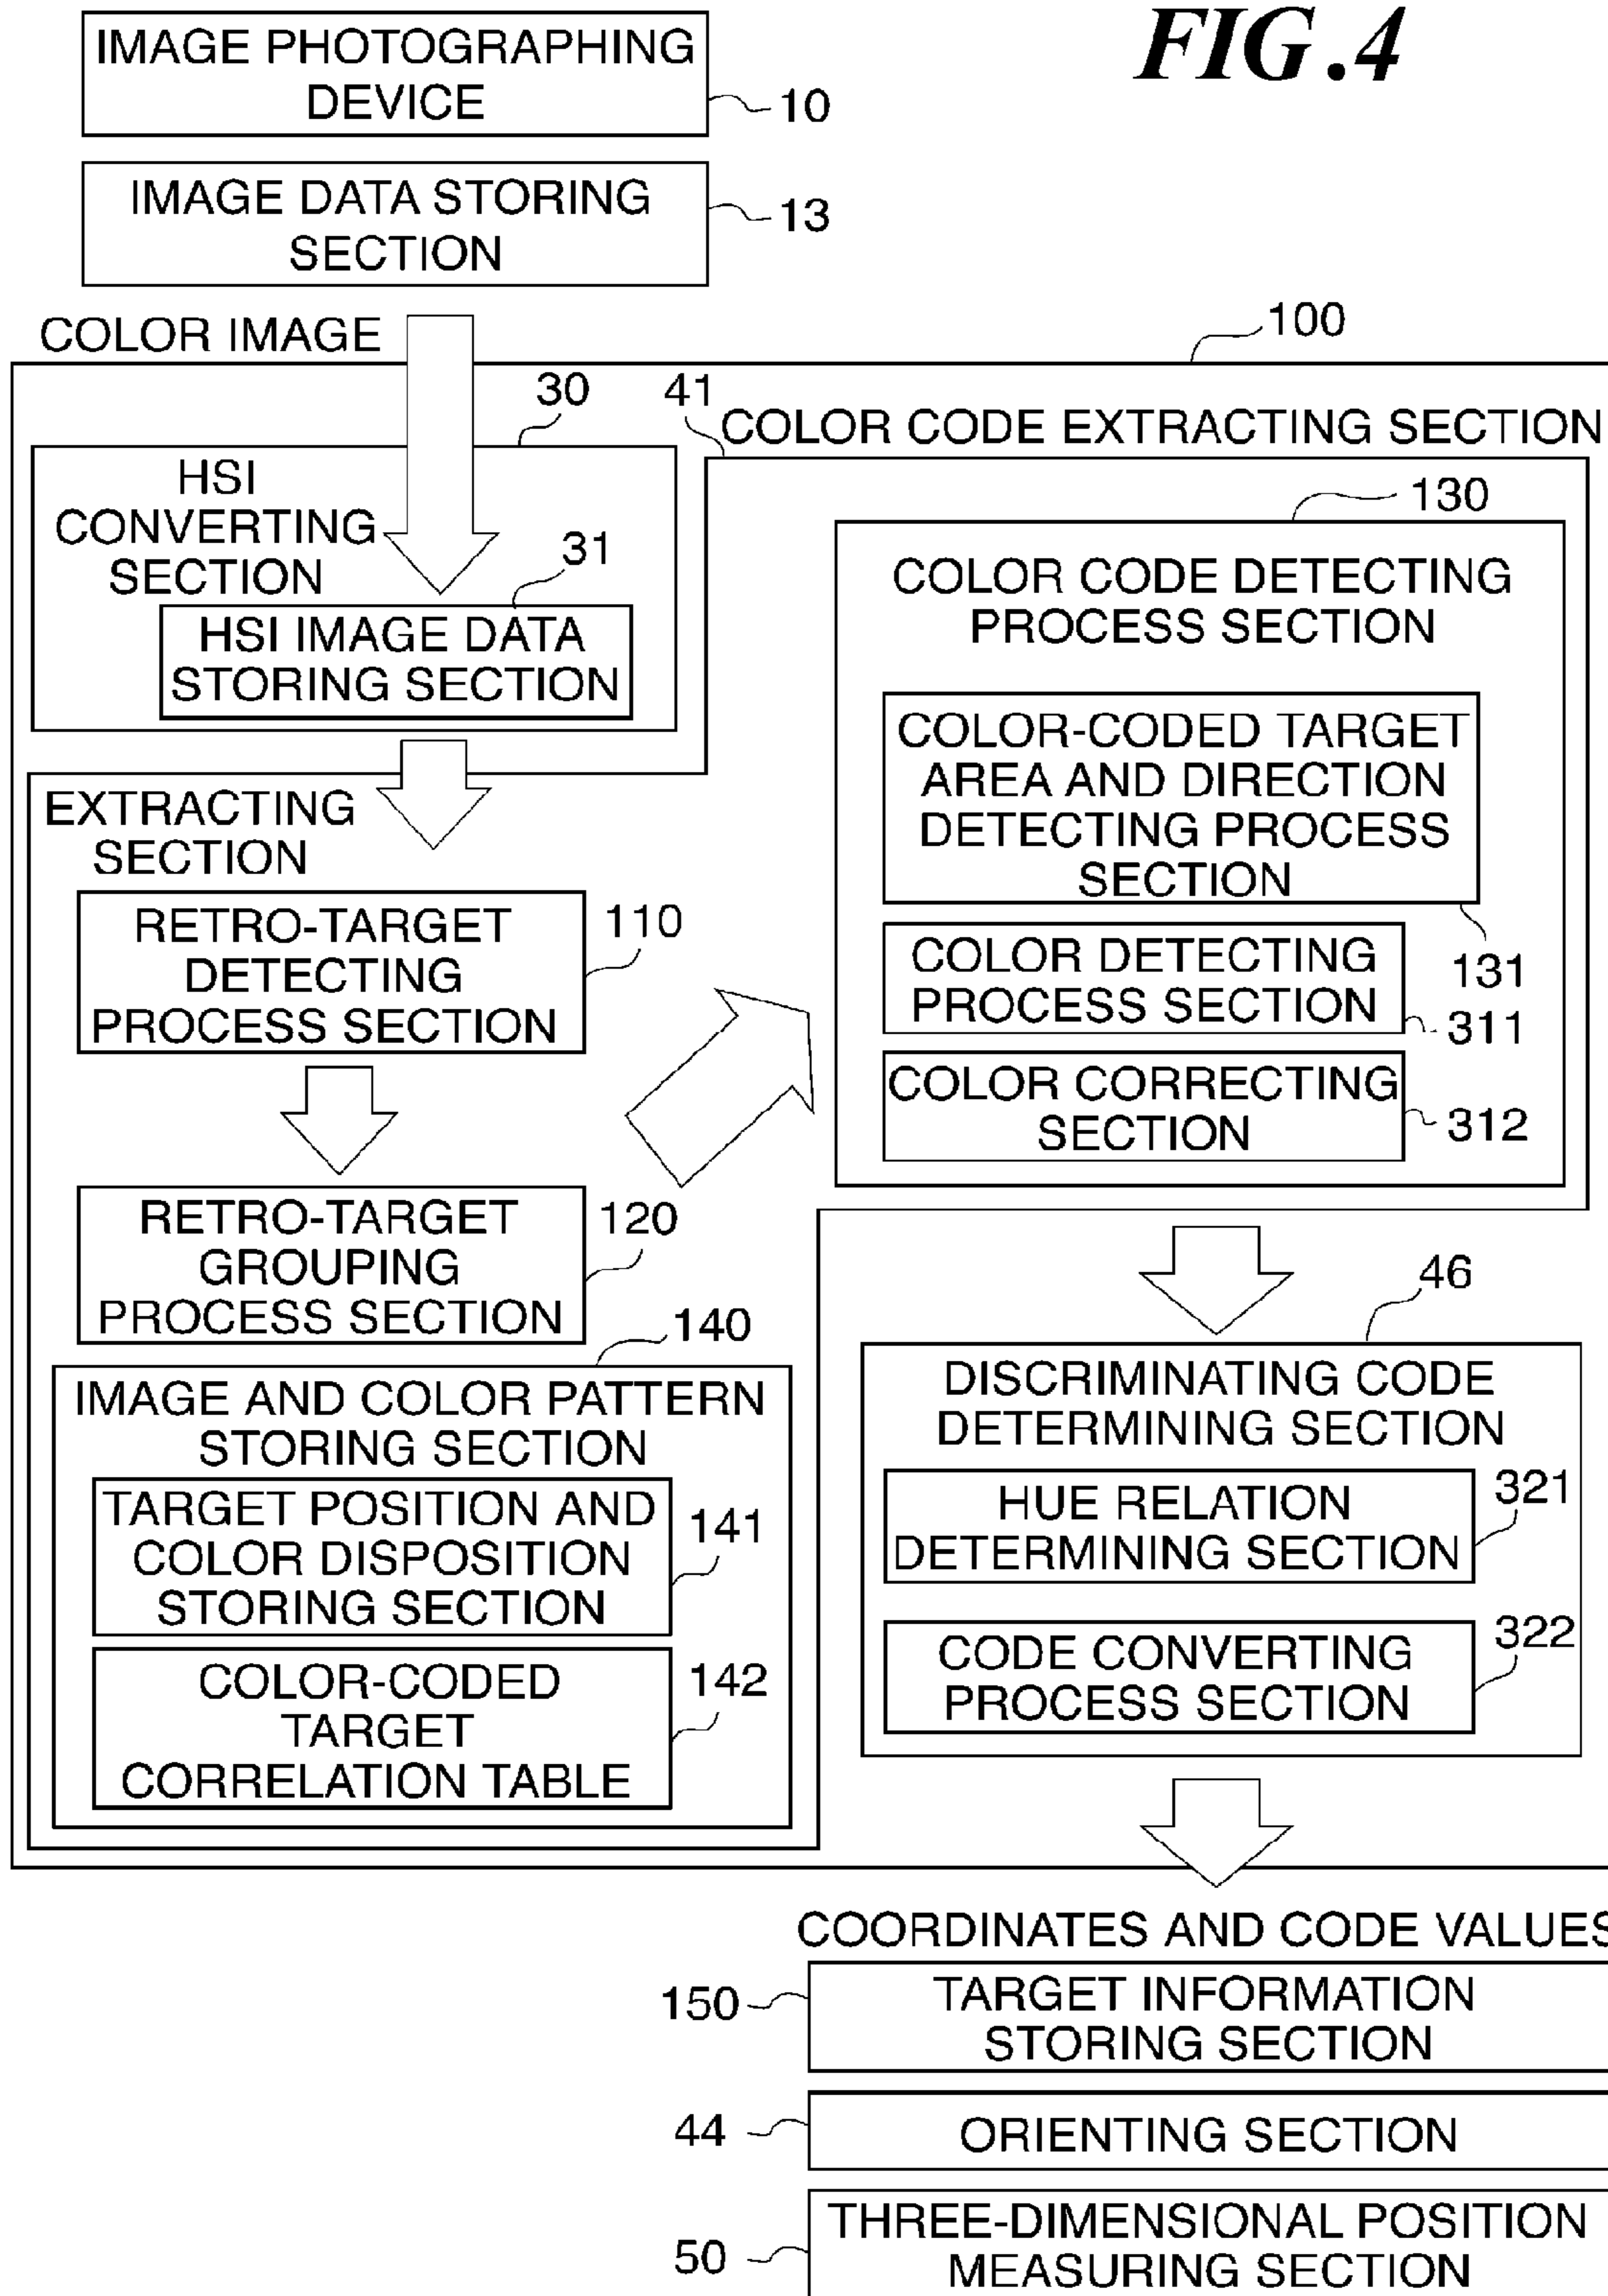 FIG.4
IMAGE PHOTOGRAPHING
DEVICE
10
IMAGE DATA STORING
SECTION
13
COLOR IMAGE
100
30
41
COLOR CODE EXTRACTING SECTION
HSI
CONVERTING
SECTION
31
HSI IMAGE DATA
STORING SECTION
130
COLOR CODE DETECTING
PROCESS SECTION
COLOR-CODED TARGET
AREA AND DIRECTION
DETECTING PROCESS
SECTION
131
COLOR DETECTING
PROCESS SECTION
311
COLOR CORRECTING
SECTION
312
EXTRACTING
SECTION
RETRO-TARGET
DETECTING
PROCESS SECTION
110
RETRO-TARGET
GROUPING
PROCESS SECTION
120
140
IMAGE AND COLOR PATTERN
STORING SECTION
TARGET POSITION AND
COLOR DISPOSITION
STORING SECTION
141
COLOR-CODED
TARGET
CORRELATION TABLE
142
46
DISCRIMINATING CODE
DETERMINING SECTION
HUE RELATION
DETERMINING SECTION
321
CODE CONVERTING
PROCESS SECTION
322
COORDINATES AND CODE VALUES
150
TARGET INFORMATION
STORING SECTION
44
ORIENTING SECTION
50
THREE-DIMENSIONAL POSITION
MEASURING SECTION